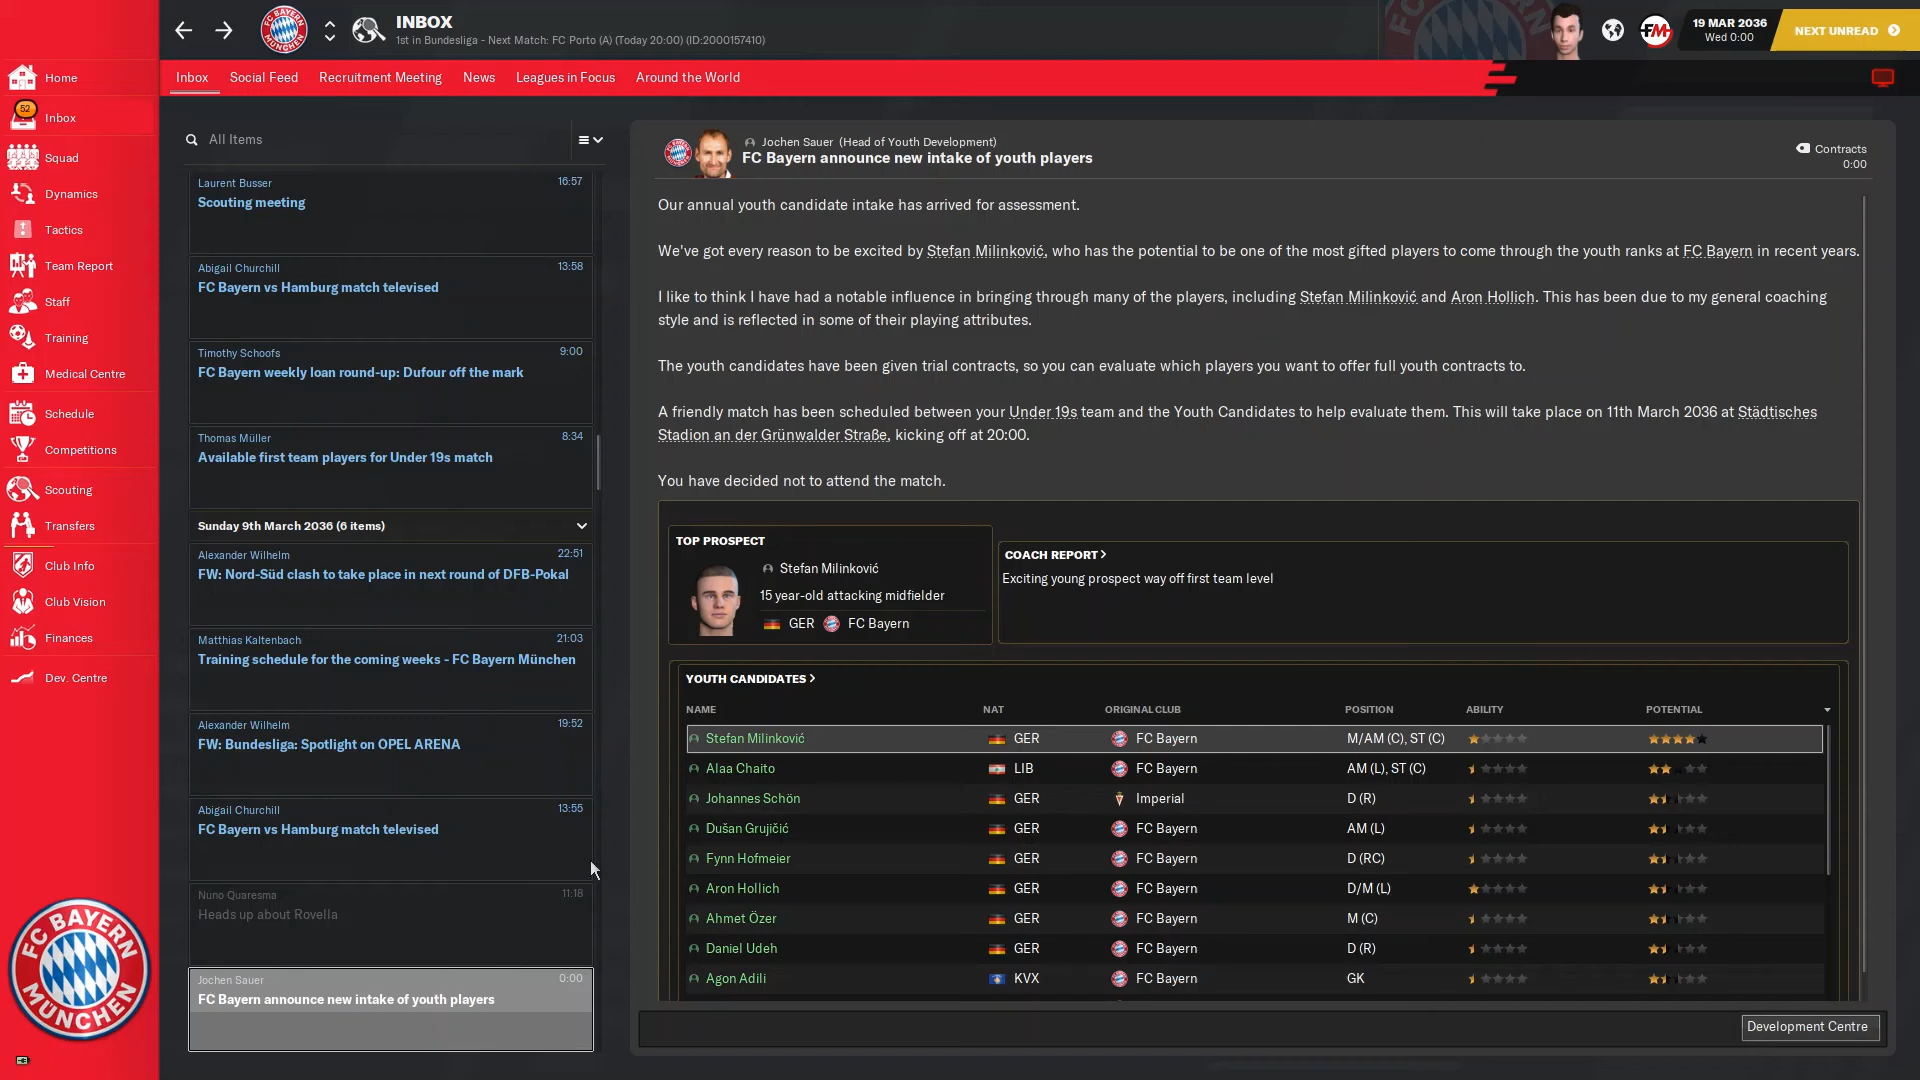 INBOX
1st in Bundesliga - Next Match: FC Porto (A) (Today 20:00) (ID:2000157410)
FM
19 MAR 2036
Wed 0:00
NEXT UNREAD
Inbox
Social Feed
Recruitment Meeting
News
Leagues in Focus
Around the World
Home
52
Inbox
Squad
Dynamics
Tactics
Team Report
Staff
Training
Medical Centre
Schedule
Competitions
Scouting
Transfers
Club Info
Club Vision
Finances
Dev. Centre
FC BAYERN
MÜNCHEN
All Items
Laurent Busser 16:57
Scouting meeting
Abigail Churchill 13:58
FC Bayern vs Hamburg match televised
Timothy Schoofs 9:00
FC Bayern weekly loan round-up: Dufour off the mark
Thomas Müller 8:34
Available first team players for Under 19s match
Sunday 9th March 2036 (6 items)
Alexander Wilhelm 22:51
FW: Nord-Süd clash to take place in next round of DFB-Pokal
Matthias Kaltenbach 21:03
Training schedule for the coming weeks - FC Bayern München
Alexander Wilhelm 19:52
FW: Bundesliga: Spotlight on OPEL ARENA
Abigail Churchill 13:55
FC Bayern vs Hamburg match televised
Nuno Quaresma 11:18
Heads up about Rovella
Jochen Sauer 0:00
FC Bayern announce new intake of youth players
Jochen Sauer (Head of Youth Development)
FC Bayern announce new intake of youth players
Contracts
0:00
Our annual youth candidate intake has arrived for assessment.
We've got every reason to be excited by Stefan Milinković, who has the potential to be one of the most gifted players to come through the youth ranks at FC Bayern in recent years.
I like to think I have had a notable influence in bringing through many of the players, including Stefan Milinković and Aron Hollich. This has been due to my general coaching
style and is reflected in some of their playing attributes.
The youth candidates have been given trial contracts, so you can evaluate which players you want to offer full youth contracts to.
A friendly match has been scheduled between your Under 19s team and the Youth Candidates to help evaluate them. This will take place on 11th March 2036 at Städtisches
Stadion an der Grünwalder Straße, kicking off at 20:00.
You have decided not to attend the match.
TOP PROSPECT
Stefan Milinković
15 year-old attacking midfielder
GER FC Bayern
COACH REPORT >
Exciting young prospect way off first team level
YOUTH CANDIDATES >
NAME NAT ORIGINAL CLUB POSITION ABILITY POTENTIAL
Stefan Milinković GER FC Bayern M/AM (C), ST (C)
Alaa Chaito LIB FC Bayern AM (L), ST (C)
Johannes Schön GER Imperial D (R)
Dušan Grujičić GER FC Bayern AM (L)
Fynn Hofmeier GER FC Bayern D (RC)
Aron Hollich GER FC Bayern D/M (L)
Ahmet Özer GER FC Bayern M (C)
Daniel Udeh GER FC Bayern D (R)
Agon Adili KVX FC Bayern GK
Development Centre